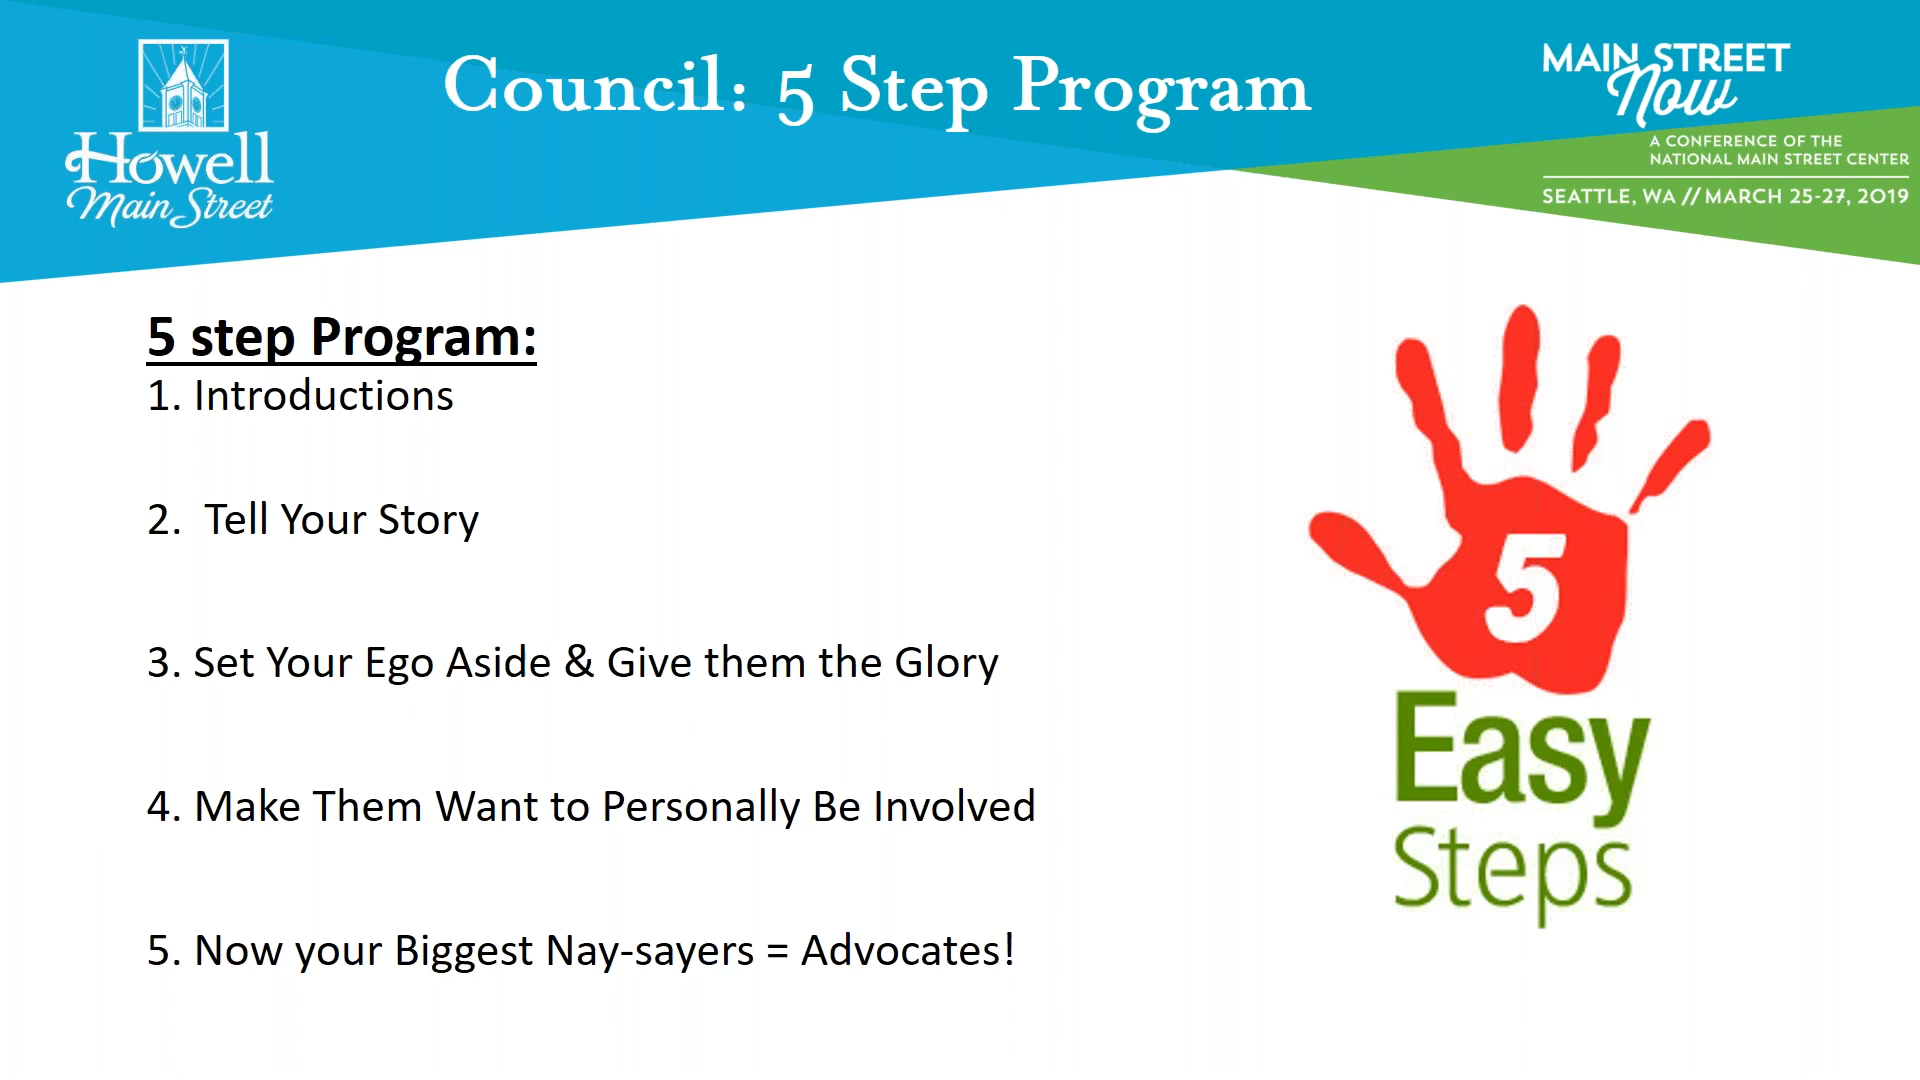 Howell
Main Street
Council: 5 Step Program
MAIN STREET
Now
A CONFERENCE OF THE
NATIONAL MAIN STREET CENTER
SEATTLE, WA // MARCH 25-27, 2019
5 step Program:
1. Introductions
2. Tell Your Story
3. Set Your Ego Aside & Give them the Glory
4. Make Them Want to Personally Be Involved
5. Now your Biggest Nay-sayers = Advocates!
5
Easy
Steps